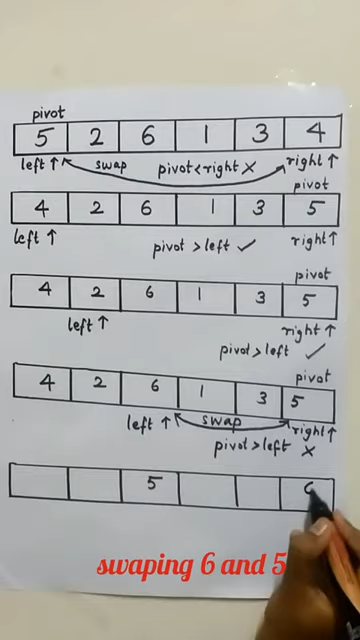 pivot
5 2 6 1 3 4
left ↑ swap pivot < right ✗ right ↑
pivot
4 2 6 1 3 5
left ↑ pivot > left ✓ right ↑
pivot
4 2 6 1 3 5
left ↑ right ↑
pivot > left ✓
pivot
4 2 6 1 3 5
left ↑ swap right ↑
pivot > left ✗
5 6
swaping 6 and 5